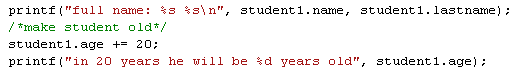 printf("full name: %s %s\n", student1.name, student1.lastname);
/*make student old*/
student1.age += 20;
printf("in 20 years he will be %d years old", student1.age);